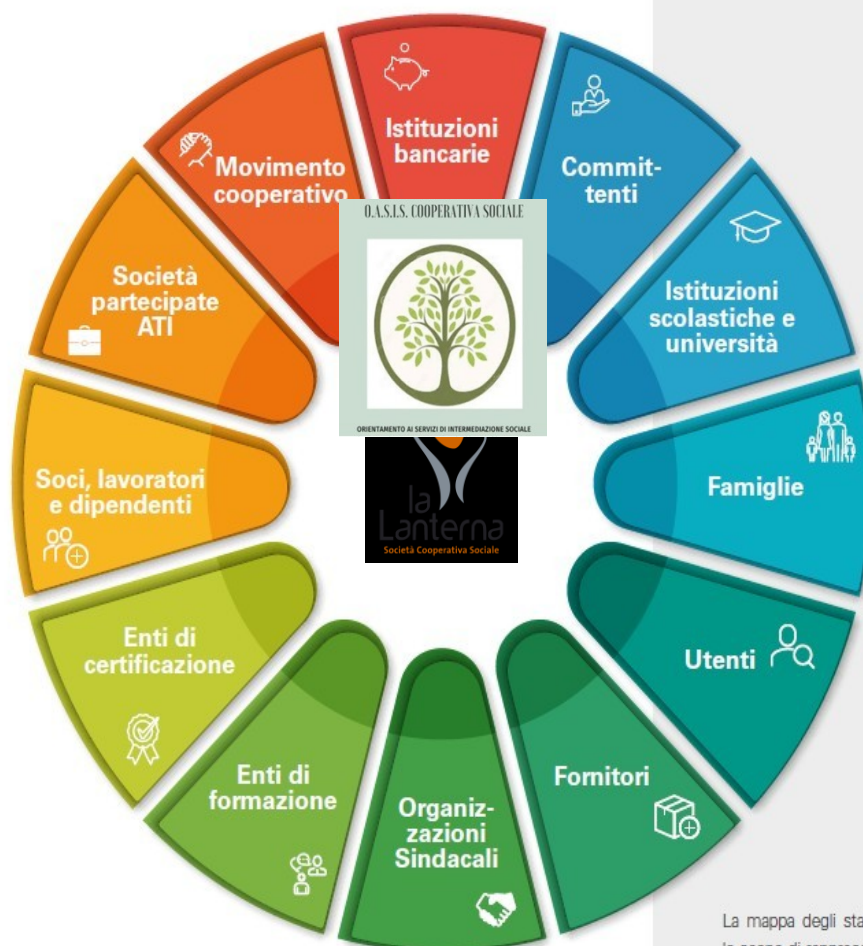 Istituzioni
bancarie
Commit-
tenti
Istituzioni
scolastiche e
università
Famiglie
Utenti
Fornitori
Organiz-
zazioni
Sindacali
Enti di
formazione
Enti di
certificazione
Soci, lavoratori
e dipendenti
Società
partecipate
ATI
Movimento
cooperativo
O.A.S.I.S. COOPERATIVA SOCIALE
ORIENTAMENTO AI SERVIZI DI INTERMEDIAZIONE SOCIALE
la
Lanterna
Società Cooperativa Sociale
La mappa degli sta